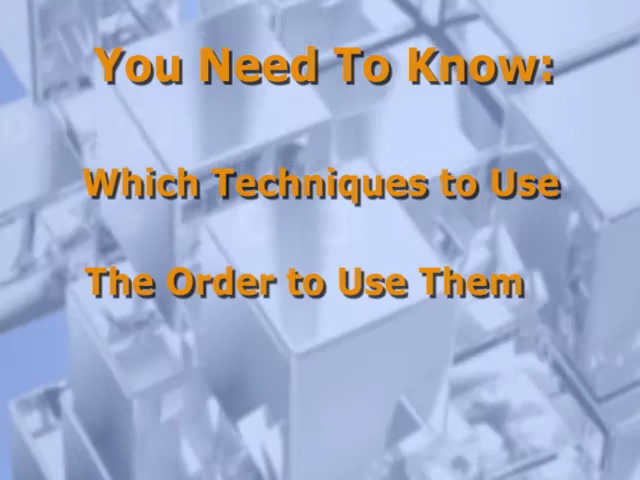 You Need To Know:
Which Techniques to Use
The Order to Use Them